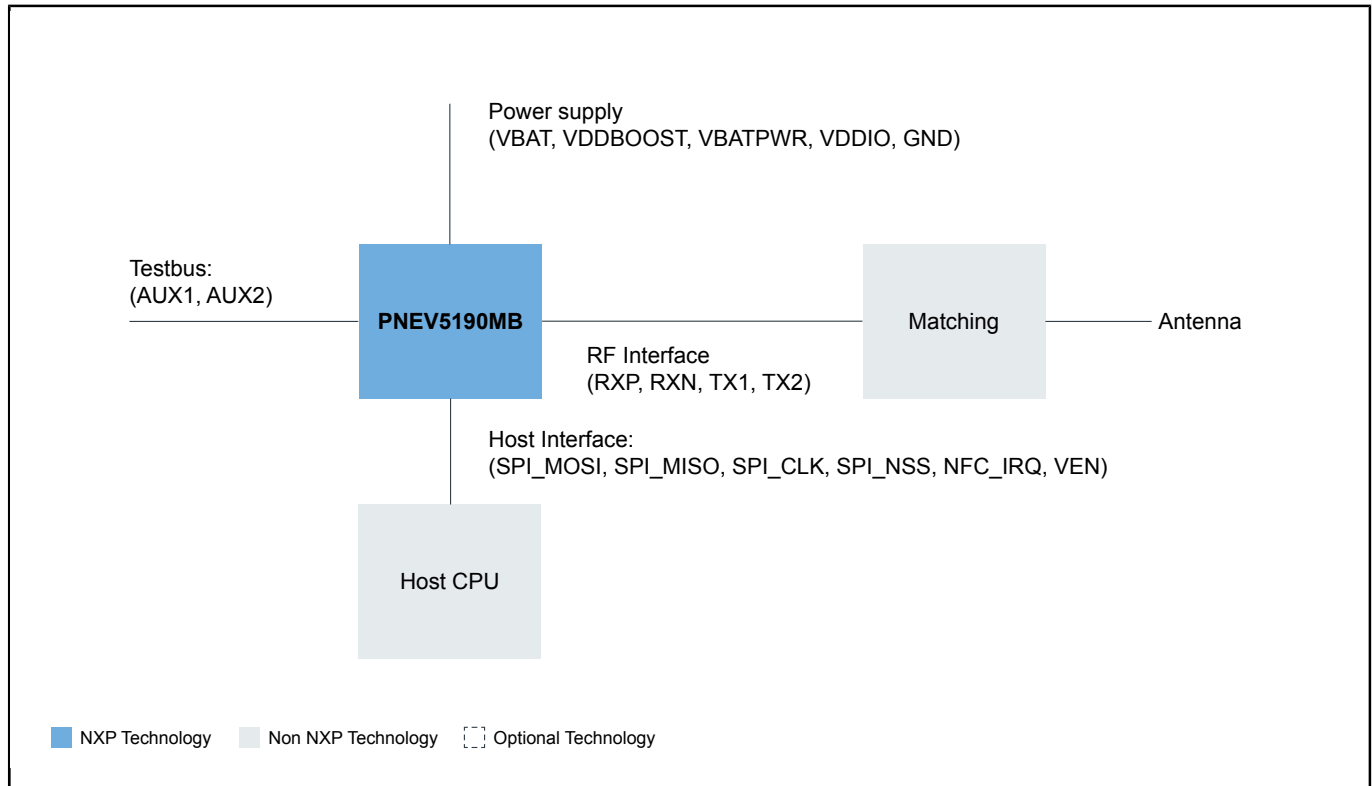 Power supply
(VBAT, VDDBOOST, VBATPWR, VDDIO, GND)
Testbus:
(AUX1, AUX2)
PNEV5190MB
Matching
Antenna
RF Interface
(RXP, RXN, TX1, TX2)
Host Interface:
(SPI_MOSI, SPI_MISO, SPI_CLK, SPI_NSS, NFC_IRQ, VEN)
Host CPU
NXP Technology
Non NXP Technology
Optional Technology